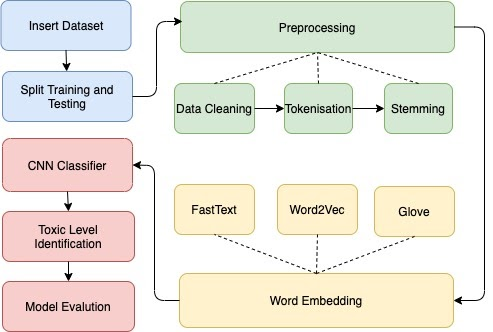 Insert Dataset
Split Training and
Testing
Preprocessing
Data Cleaning
Tokenisation
Stemming
CNN Classifier
Toxic Level
Identification
Model Evalution
FastText
Word2Vec
Glove
Word Embedding